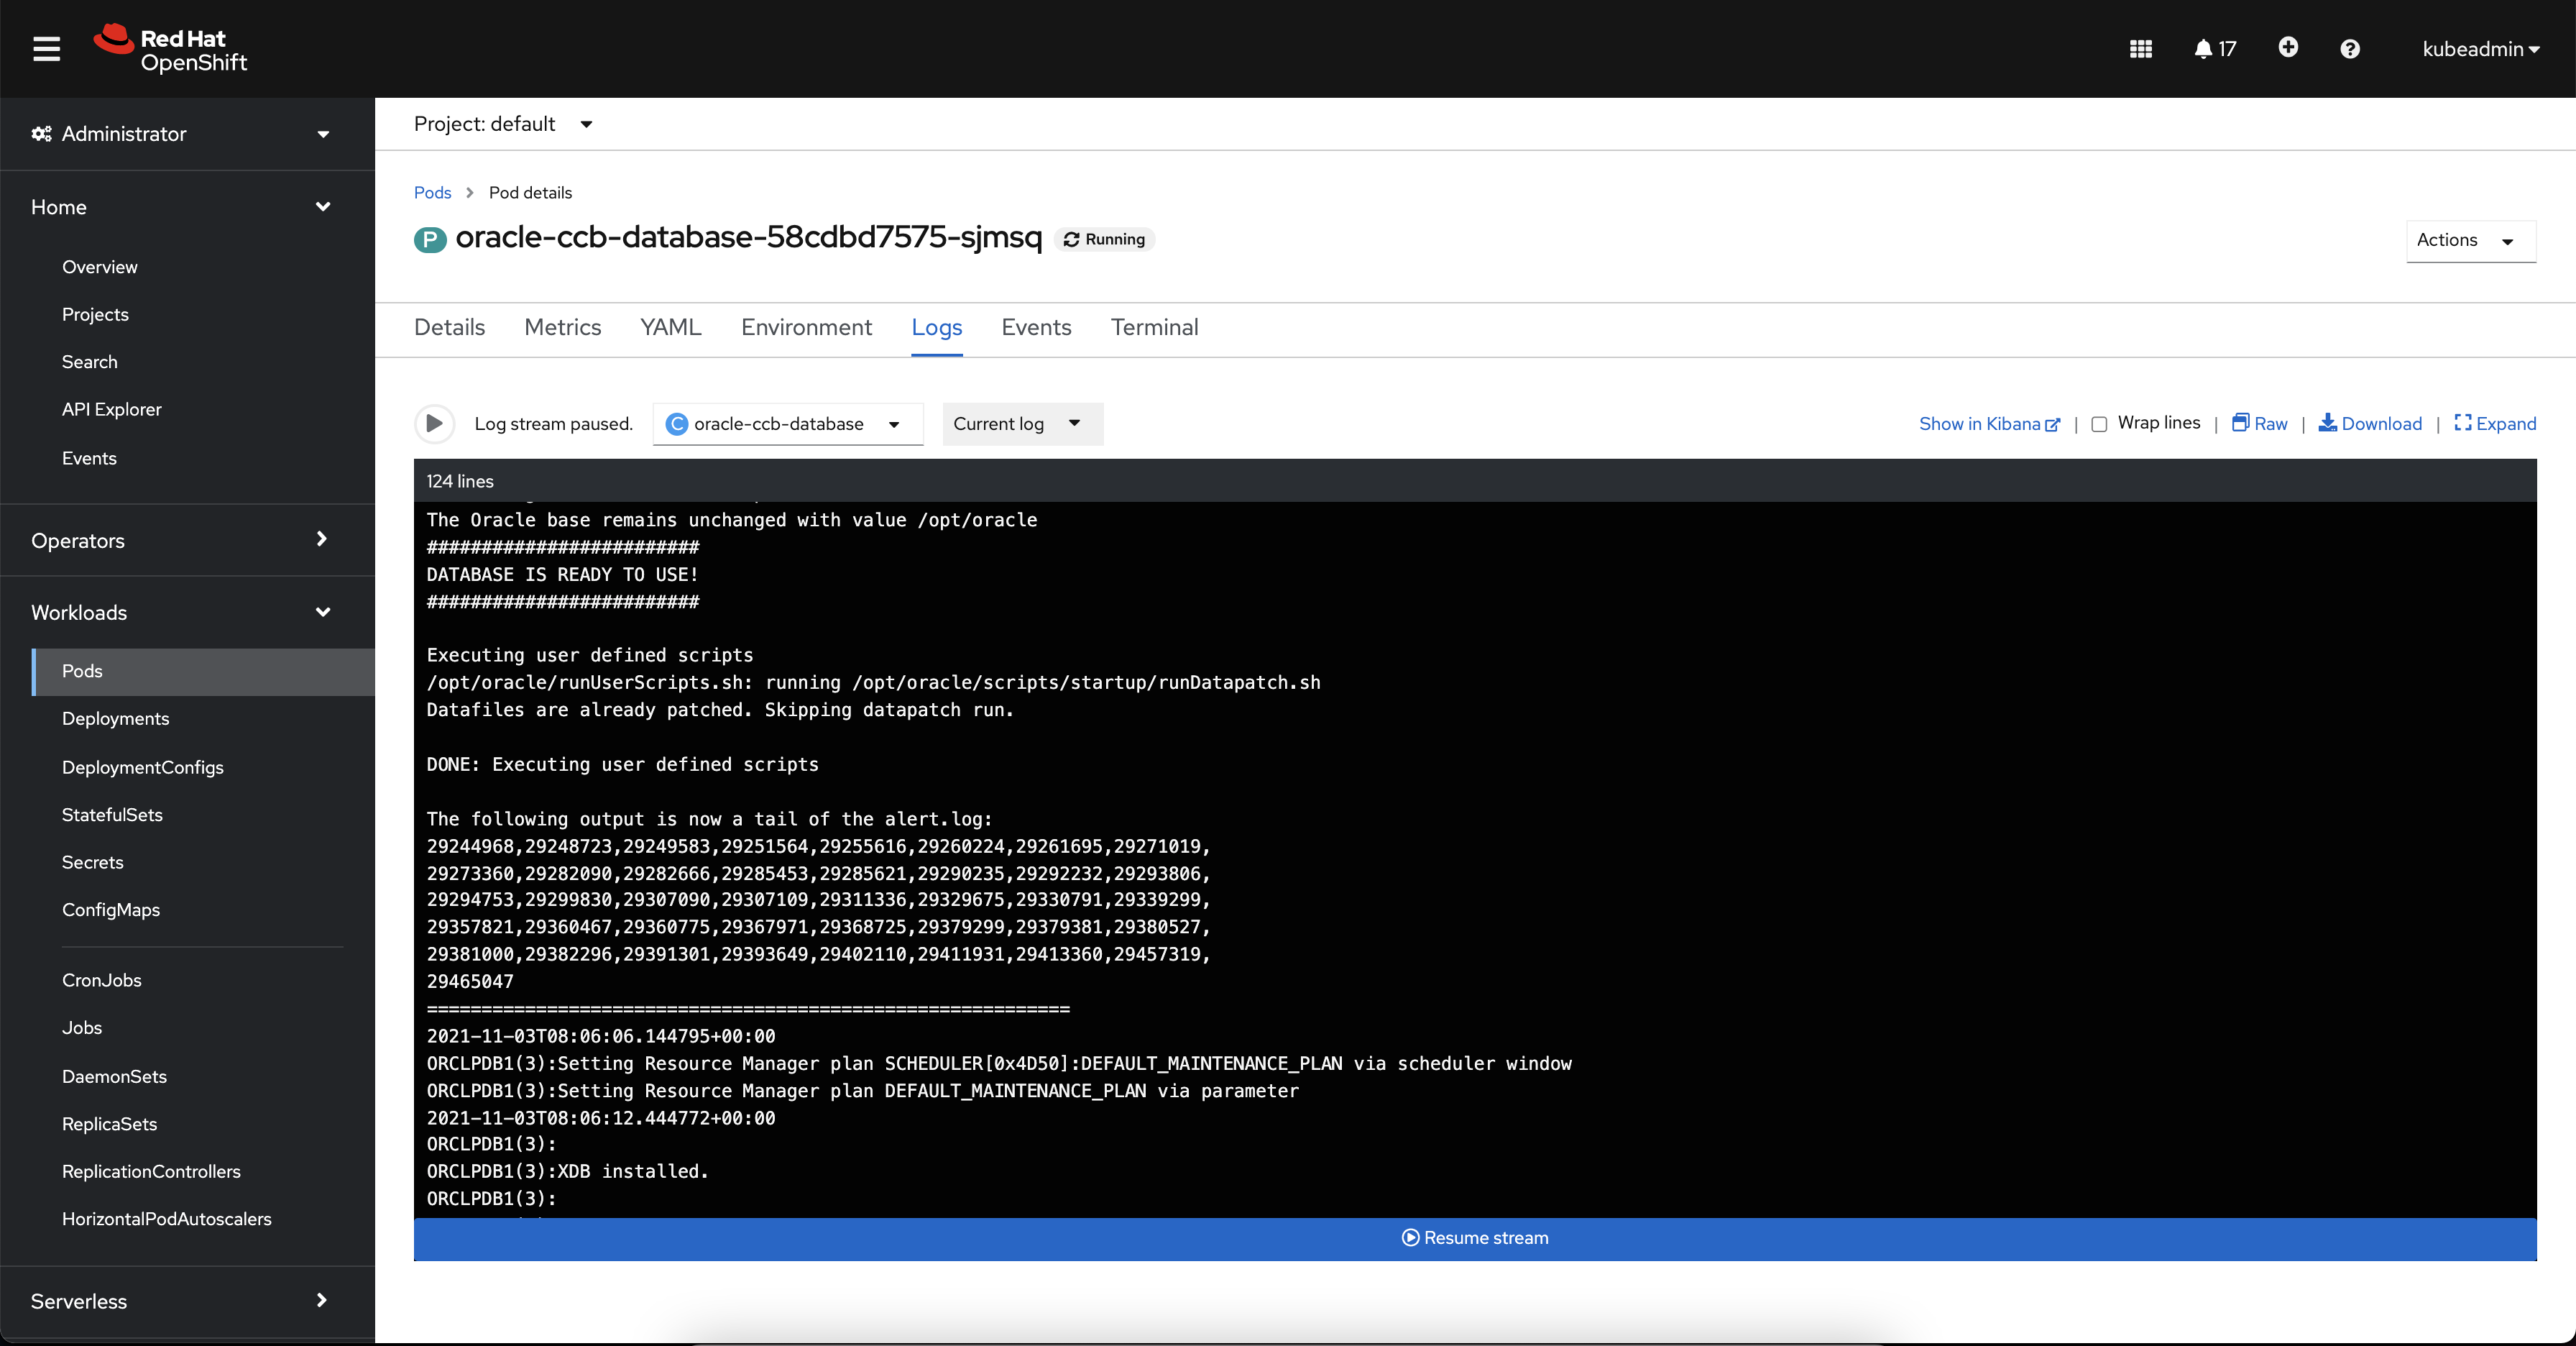 Red Hat
OpenShift
17
kubeadmin
Administrator
Home
Overview
Projects
Search
API Explorer
Events
Operators
Workloads
Pods
Deployments
DeploymentConfigs
StatefulSets
Secrets
ConfigMaps
CronJobs
Jobs
DaemonSets
ReplicaSets
ReplicationControllers
HorizontalPodAutoscalers
Serverless
Project: default
Pods > Pod details
P oracle-ccb-database-58cdbd7575-sjmsq Running
Actions
Details Metrics YAML Environment Logs Events Terminal
Log stream paused. C oracle-ccb-database Current log Show in Kibana | Wrap lines | Raw | Download | Expand
124 lines
The Oracle base remains unchanged with value /opt/oracle
#########################
DATABASE IS READY TO USE!
#########################
Executing user defined scripts
/opt/oracle/runUserScripts.sh: running /opt/oracle/scripts/startup/runDatapatch.sh
Datafiles are already patched. Skipping datapatch run.
DONE: Executing user defined scripts
The following output is now a tail of the alert.log:
29244968,29248723,29249583,29251564,29255616,29260224,29261695,29271019,
29273360,29282090,29282666,29285453,29285621,29290235,29292232,29293806,
29294753,29299830,29307090,29307109,29311336,29329675,29330791,29339299,
29357821,29360467,29360775,29367971,29368725,29379299,29379381,29380527,
29381000,29382296,29391301,29393649,29402110,29411931,29413360,29457319,
29465047
===========================================================
2021-11-03T08:06:06.144795+00:00
ORCLPDB1(3):Setting Resource Manager plan SCHEDULER[0x4D50]:DEFAULT_MAINTENANCE_PLAN via scheduler window
ORCLPDB1(3):Setting Resource Manager plan DEFAULT_MAINTENANCE_PLAN via parameter
2021-11-03T08:06:12.444772+00:00
ORCLPDB1(3):
ORCLPDB1(3):XDB installed.
ORCLPDB1(3):
Resume stream